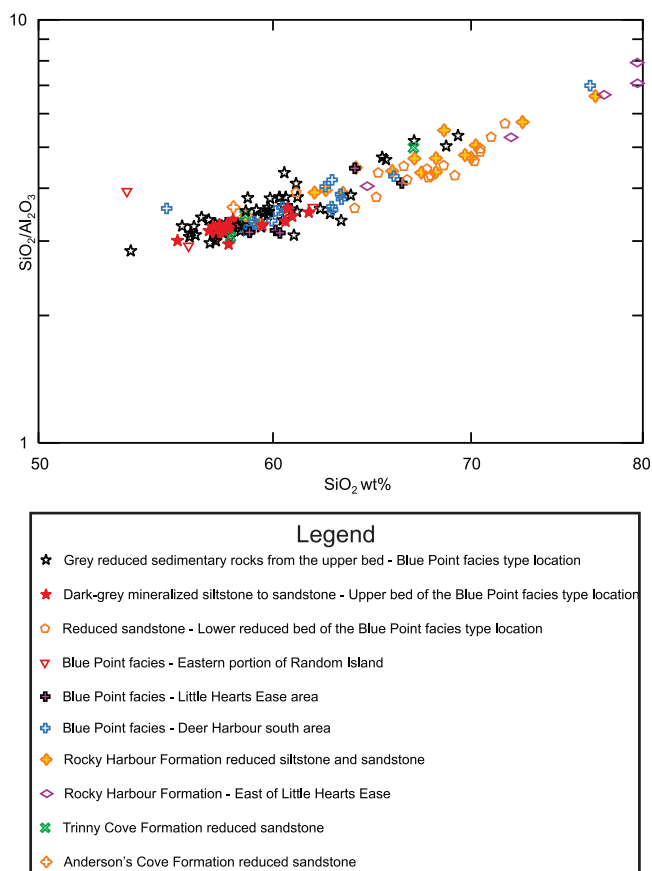 10
SiO2/Al2O3
1
50
60
70
80
SiO2 wt%
Legend
Grey reduced sedimentary rocks from the upper bed - Blue Point facies type location
Dark-grey mineralized siltstone to sandstone - Upper bed of the Blue Point facies type location
Reduced sandstone - Lower reduced bed of the Blue Point facies type location
Blue Point facies - Eastern portion of Random Island
Blue Point facies - Little Hearts Ease area
Blue Point facies - Deer Harbour south area
Rocky Harbour Formation reduced siltstone and sandstone
Rocky Harbour Formation - East of Little Hearts Ease
Trinny Cove Formation reduced sandstone
Anderson's Cove Formation reduced sandstone